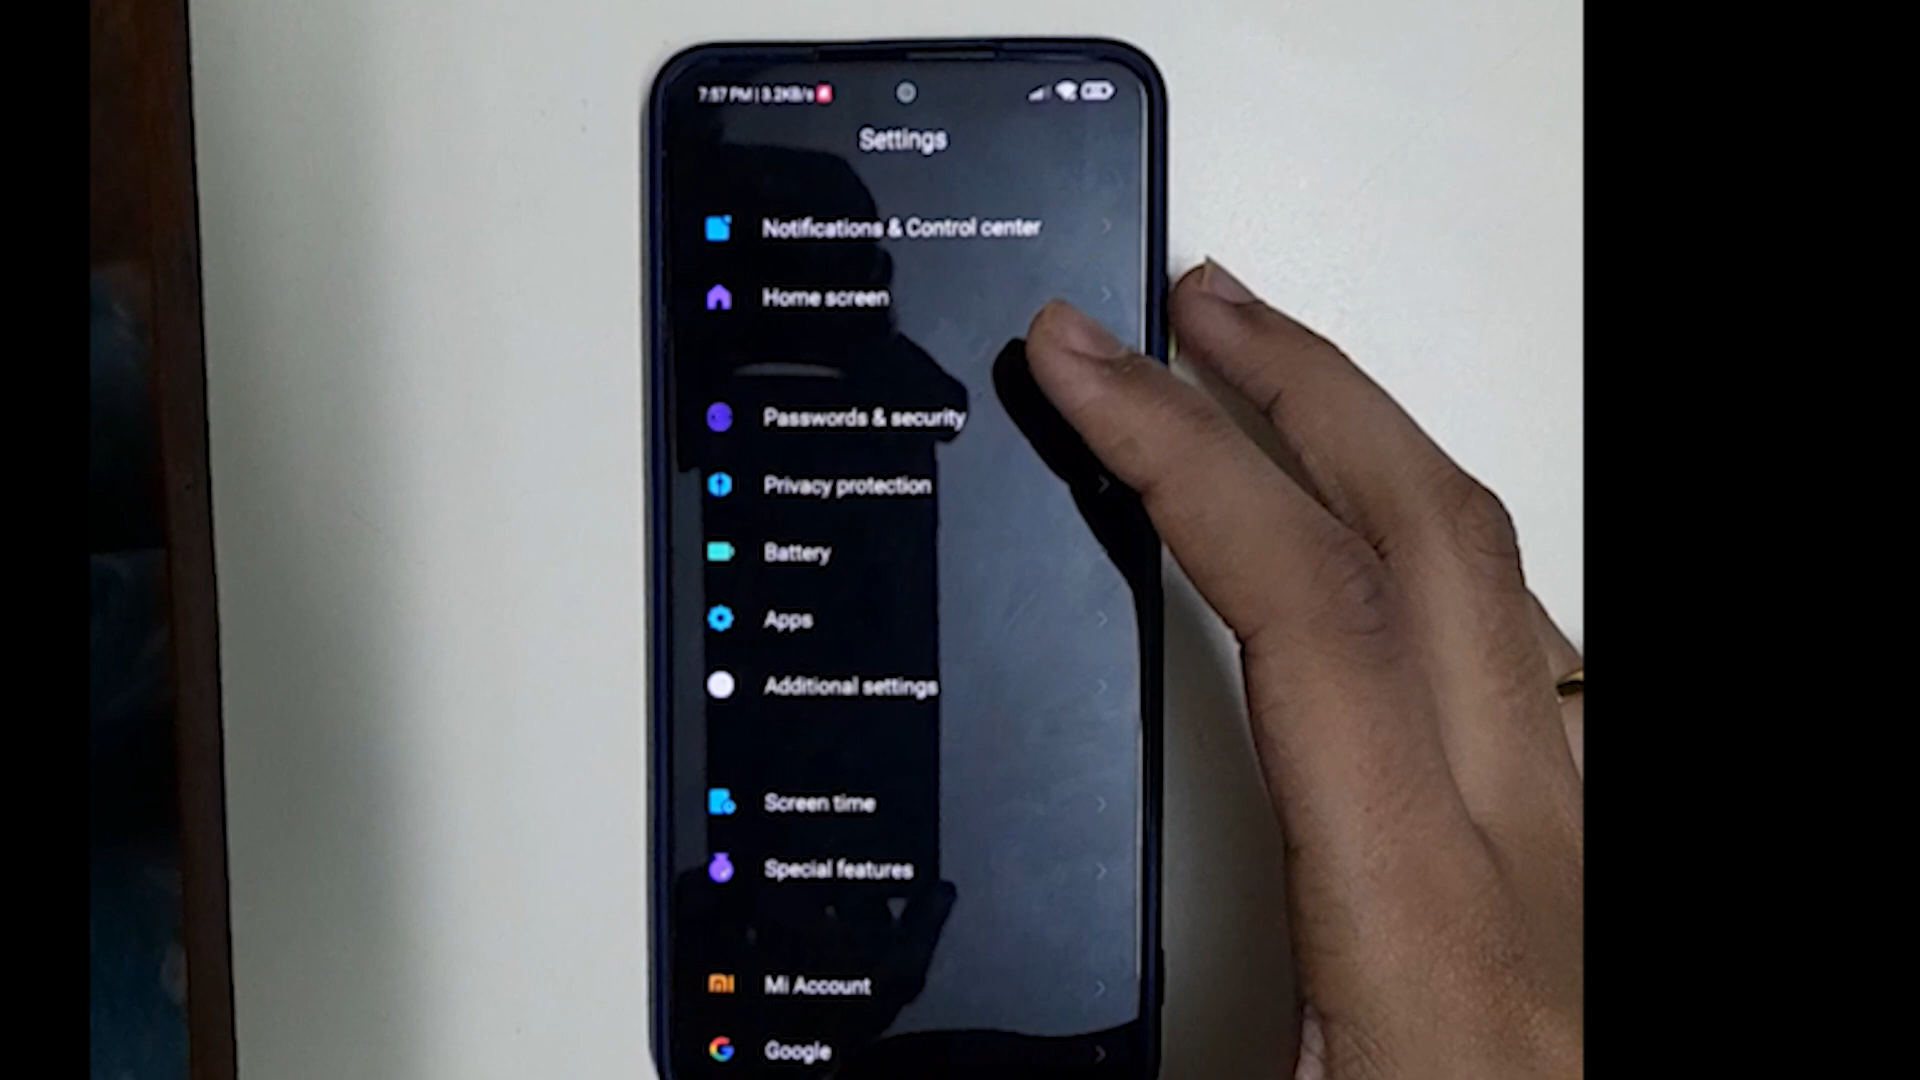 7:57 PM | 3.2KB/s
Settings
Notifications & Control center
Home screen
Passwords & security
Privacy protection
Battery
Apps
Additional settings
Screen time
Special features
Mi Account
Google